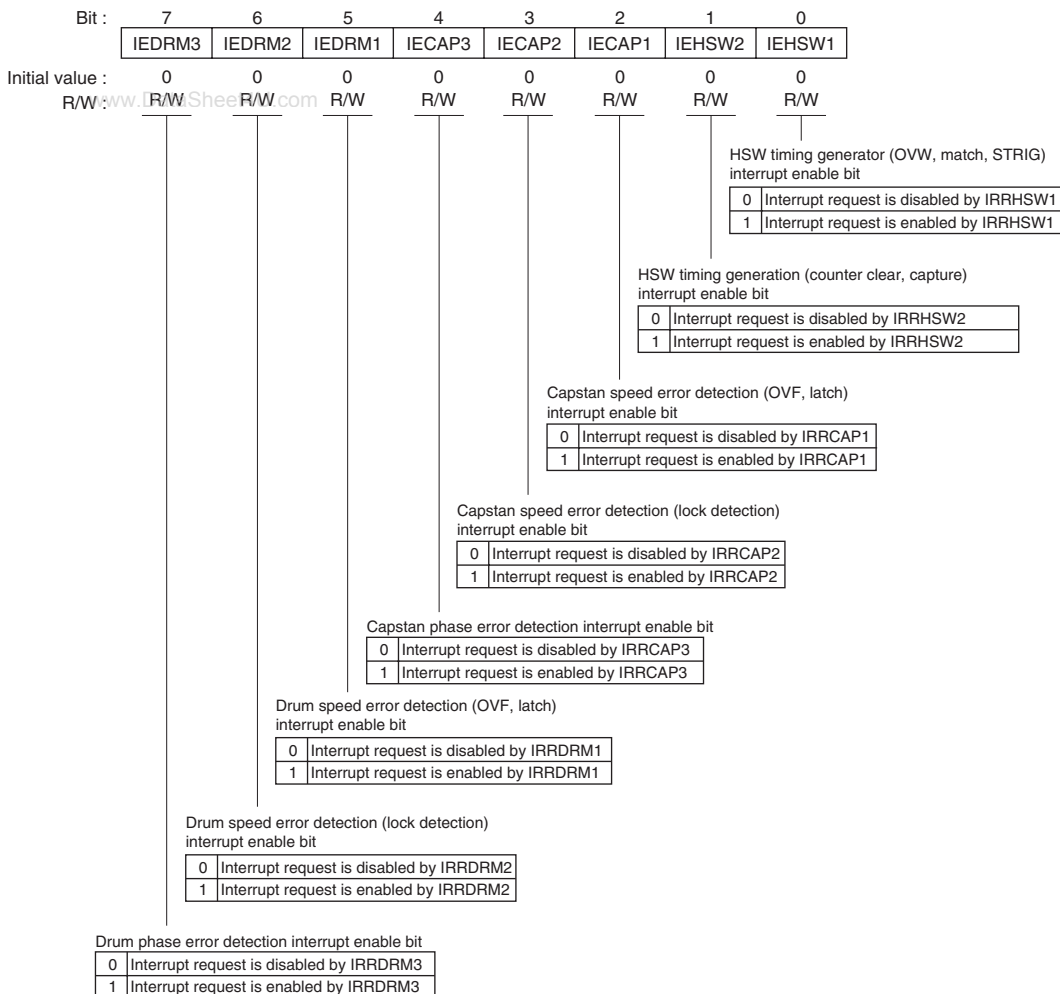 Bit : 7 6 5 4 3 2 1 0
IEDRM3 IEDRM2 IEDRM1 IECAP3 IECAP2 IECAP1 IEHSW2 IEHSW1
Initial value : 0 0 0 0 0 0 0 0
R/W : R/W R/W R/W R/W R/W R/W R/W R/W
www.DataSheet4U.com
HSW timing generator (OVW, match, STRIG)
interrupt enable bit
0 Interrupt request is disabled by IRRHSW1
1 Interrupt request is enabled by IRRHSW1
HSW timing generation (counter clear, capture)
interrupt enable bit
0 Interrupt request is disabled by IRRHSW2
1 Interrupt request is enabled by IRRHSW2
Capstan speed error detection (OVF, latch)
interrupt enable bit
0 Interrupt request is disabled by IRRCAP1
1 Interrupt request is enabled by IRRCAP1
Capstan speed error detection (lock detection)
interrupt enable bit
0 Interrupt request is disabled by IRRCAP2
1 Interrupt request is enabled by IRRCAP2
Capstan phase error detection interrupt enable bit
0 Interrupt request is disabled by IRRCAP3
1 Interrupt request is enabled by IRRCAP3
Drum speed error detection (OVF, latch)
interrupt enable bit
0 Interrupt request is disabled by IRRDRM1
1 Interrupt request is enabled by IRRDRM1
Drum speed error detection (lock detection)
interrupt enable bit
0 Interrupt request is disabled by IRRDRM2
1 Interrupt request is enabled by IRRDRM2
Drum phase error detection interrupt enable bit
0 Interrupt request is disabled by IRRDRM3
1 Interrupt request is enabled by IRRDRM3